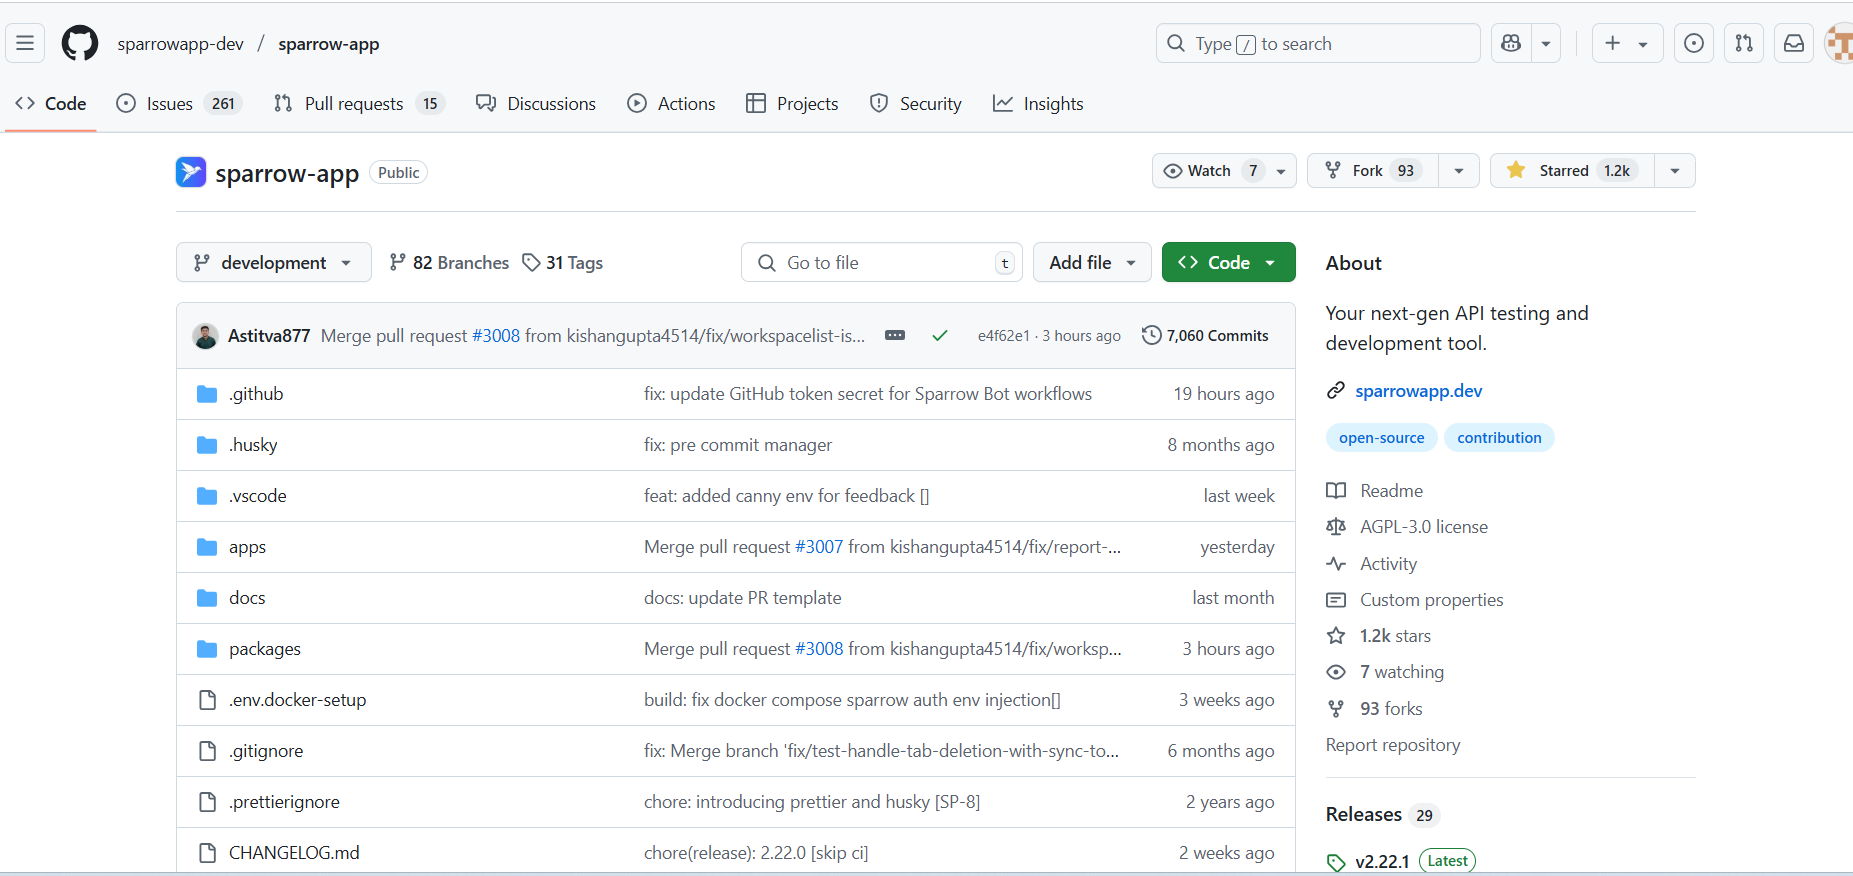 sparrowapp-dev / sparrow-app
Type / to search
Code Issues 261 Pull requests 15 Discussions Actions Projects Security Insights
sparrow-app Public
Watch 7 Fork 93 Starred 1.2k
development 82 Branches 31 Tags Go to file t Add file Code
Astitva877 Merge pull request #3008 from kishangupta4514/fix/workspacelist-is... e4f62e1 · 3 hours ago 7,060 Commits
.github fix: update GitHub token secret for Sparrow Bot workflows 19 hours ago
.husky fix: pre commit manager 8 months ago
.vscode feat: added canny env for feedback [] last week
apps Merge pull request #3007 from kishangupta4514/fix/report-... yesterday
docs docs: update PR template last month
packages Merge pull request #3008 from kishangupta4514/fix/worksp... 3 hours ago
.env.docker-setup build: fix docker compose sparrow auth env injection[] 3 weeks ago
.gitignore fix: Merge branch 'fix/test-handle-tab-deletion-with-sync-to... 6 months ago
.prettierignore chore: introducing prettier and husky [SP-8] 2 years ago
CHANGELOG.md chore(release): 2.22.0 [skip ci] 2 weeks ago
About
Your next-gen API testing and
development tool.
sparrowapp.dev
open-source contribution
Readme
AGPL-3.0 license
Activity
Custom properties
1.2k stars
7 watching
93 forks
Report repository
Releases 29
v2.22.1 Latest